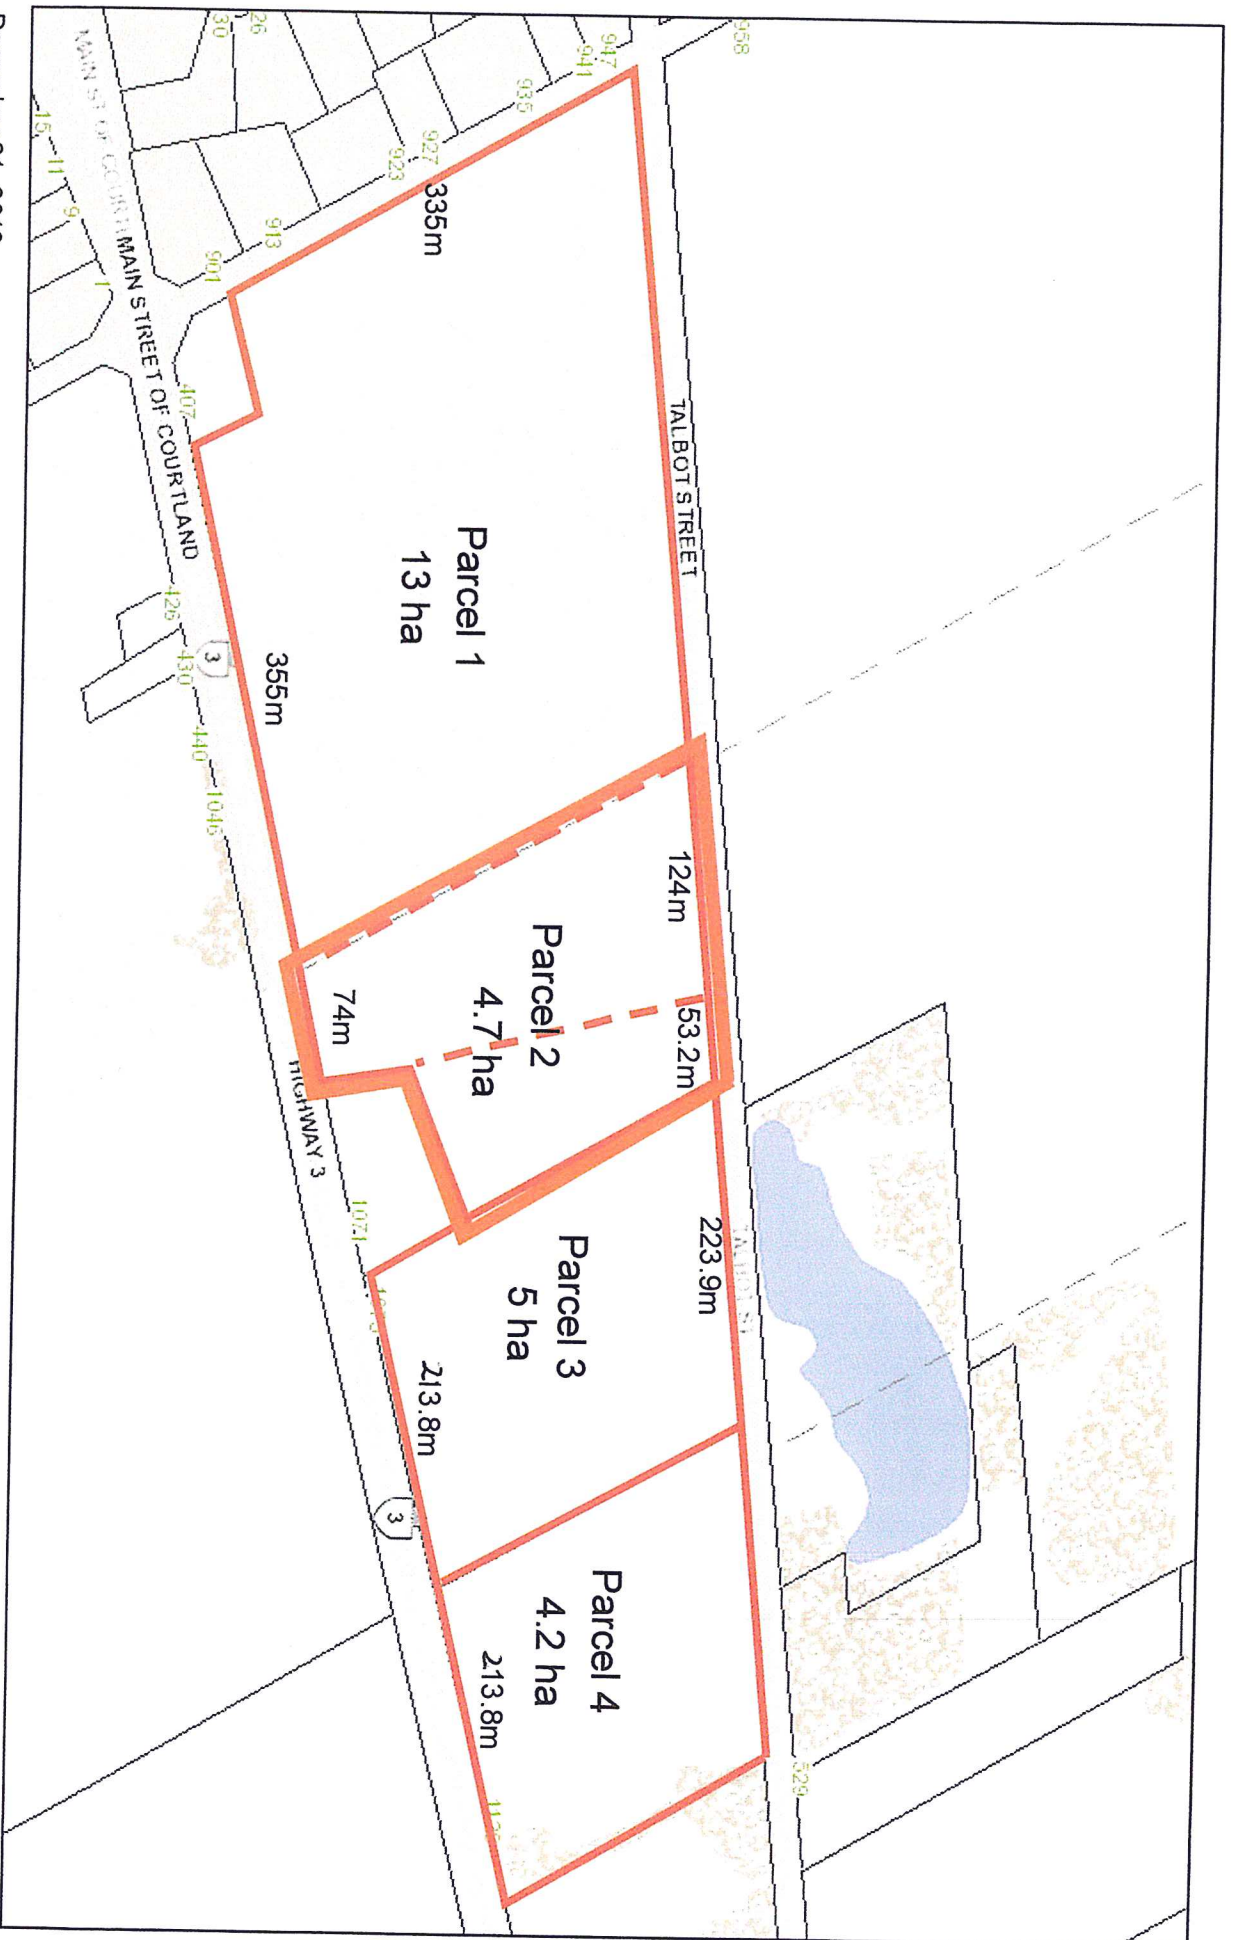 958
947
941
935
927
923
913
901
26
30
15
11
9
1
MAIN STREET OF COURTLAND
407
426
430
440
1046
3
TALBOT STREET
335m
Parcel 1
13 ha
355m
124m
53.2m
Parcel 2
4.7 ha
74m
HIGHWAY 3
1071
223.9m
Parcel 3
5 ha
213.8m
3
Parcel 4
4.2 ha
213.8m
529